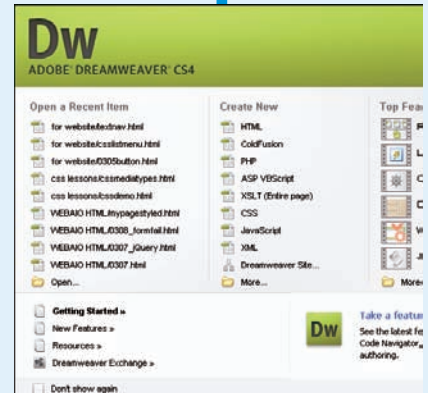 Dw
ADOBE® DREAMWEAVER® CS4
Open a Recent Item
for website/textnav.html
for website/csslistmenu.html
for website/0305button.html
css lessons/cssmediatypes.html
css lessons/cssdemo.html
WEBAIO HTML/mypagestyled.html
WEBAIO HTML/0308_formfail.html
WEBAIO HTML/0307_jQuery.html
WEBAIO HTML/0307.html
Open...
Create New
HTML
ColdFusion
PHP
ASP VBScript
XSLT (Entire page)
CSS
JavaScript
XML
Dreamweaver Site...
More...
Top Fea
More
Getting Started »
New Features »
Resources »
Dreamweaver Exchange »
Don't show again
Dw
Take a featur
See the latest fe
Code Navigator,
authoring.